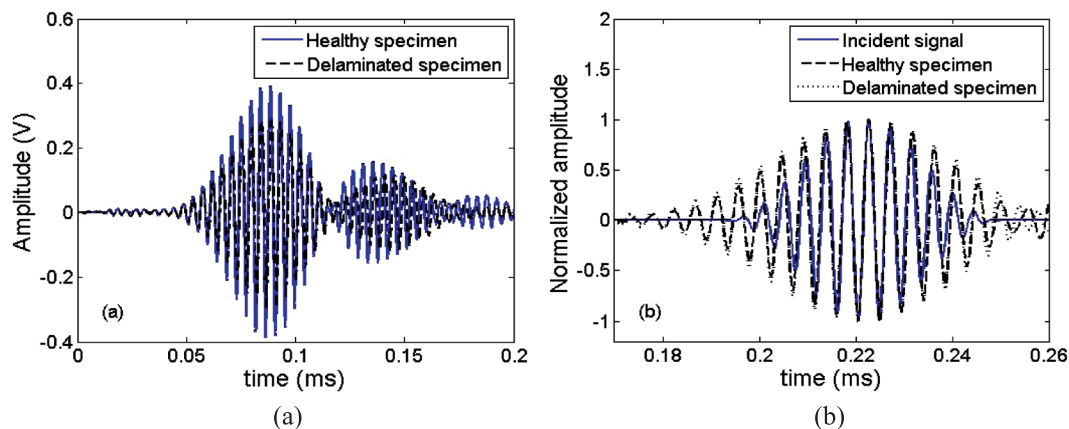 0.6
0.4
0.2
0
-0.2
-0.4
Amplitude (V)
Healthy specimen
Delaminated specimen
(a)
0
0.05
0.1
0.15
0.2
time (ms)
(a)
2
1.5
1
0.5
0
-0.5
-1
Normalized amplitude
Incident signal
Healthy specimen
Delaminated specimen
(b)
0.18
0.2
0.22
0.24
0.26
time (ms)
(b)